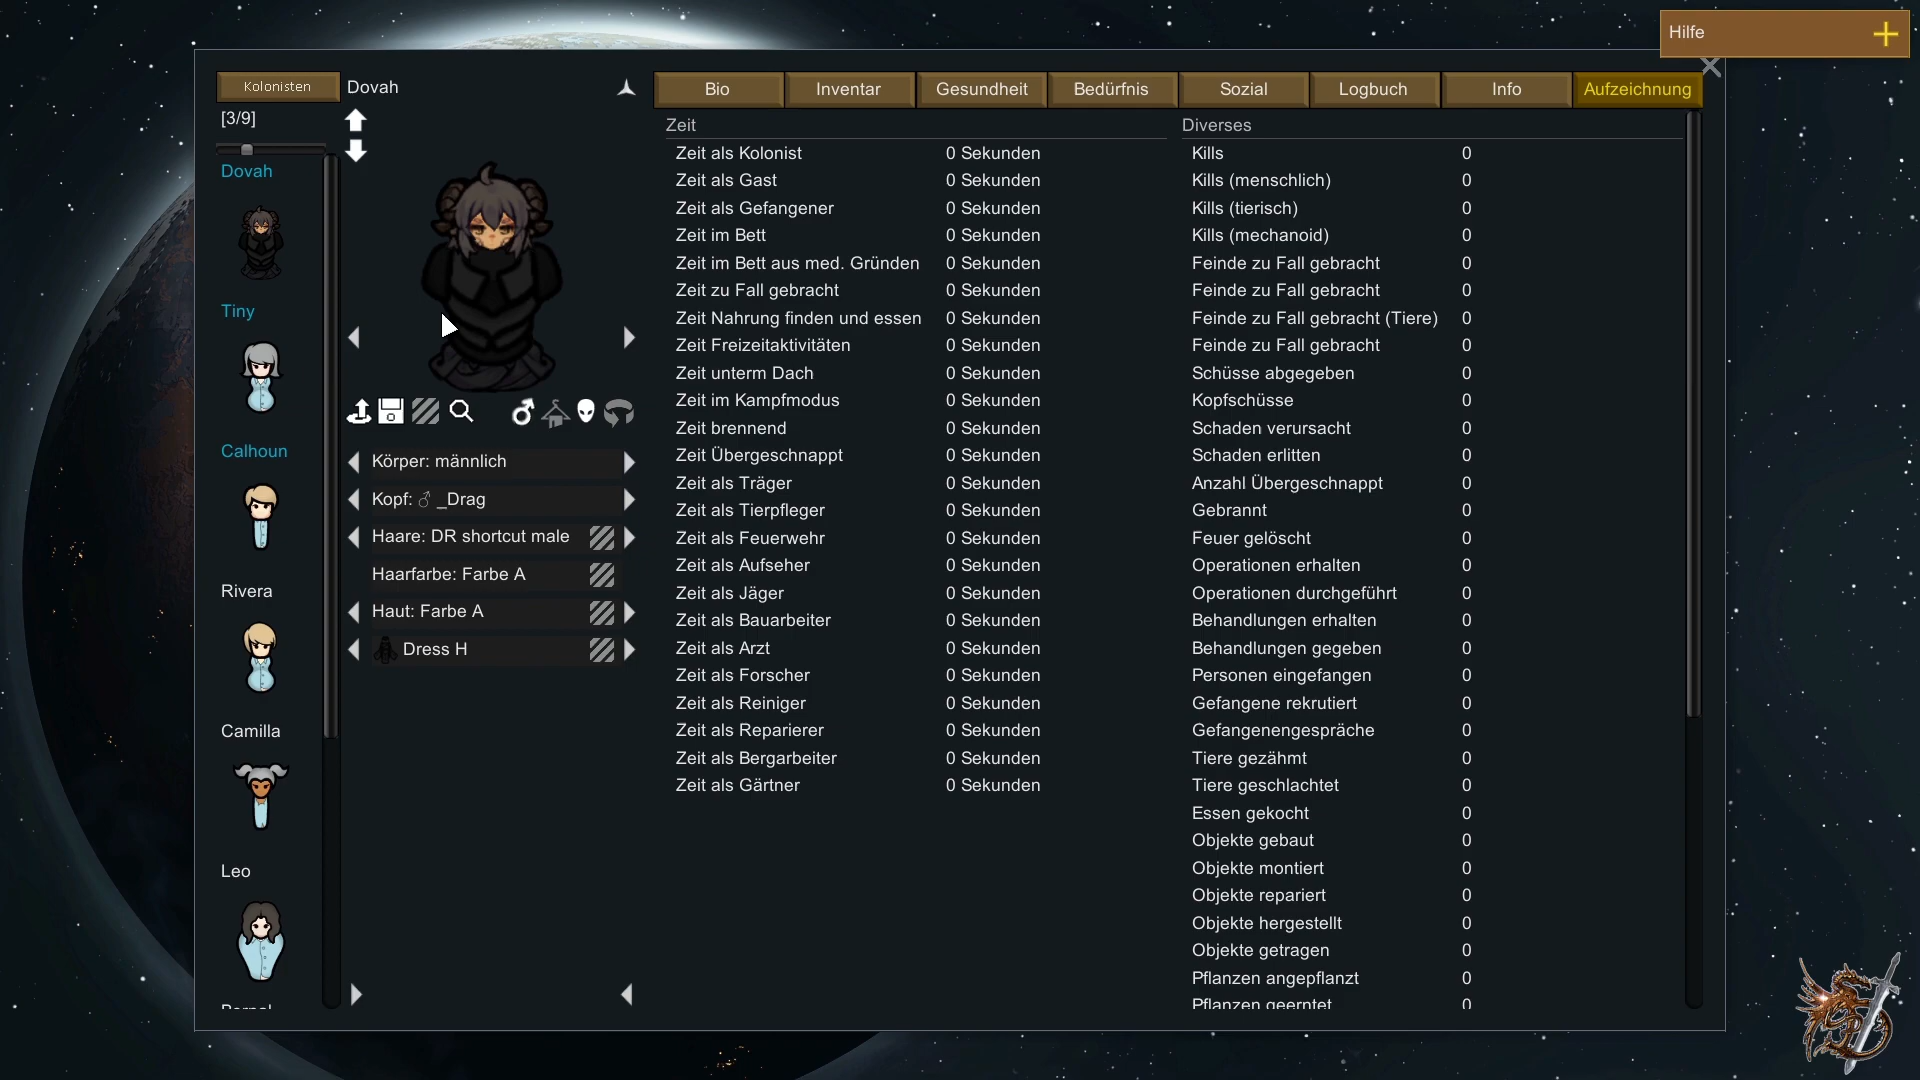 Hilfe
Kolonisten
Dovah
Bio
Inventar
Gesundheit
Bedürfnis
Sozial
Logbuch
Info
Aufzeichnung
[3/9]
Dovah
Tiny
Calhoun
Rivera
Camilla
Leo
Körper: männlich
Kopf: ♂ _Drag
Haare: DR shortcut male
Haarfarbe: Farbe A
Haut: Farbe A
Dress H
Zeit
Zeit als Kolonist 0 Sekunden
Zeit als Gast 0 Sekunden
Zeit als Gefangener 0 Sekunden
Zeit im Bett 0 Sekunden
Zeit im Bett aus med. Gründen 0 Sekunden
Zeit zu Fall gebracht 0 Sekunden
Zeit Nahrung finden und essen 0 Sekunden
Zeit Freizeitaktivitäten 0 Sekunden
Zeit unterm Dach 0 Sekunden
Zeit im Kampfmodus 0 Sekunden
Zeit brennend 0 Sekunden
Zeit Übergeschnappt 0 Sekunden
Zeit als Träger 0 Sekunden
Zeit als Tierpfleger 0 Sekunden
Zeit als Feuerwehr 0 Sekunden
Zeit als Aufseher 0 Sekunden
Zeit als Jäger 0 Sekunden
Zeit als Bauarbeiter 0 Sekunden
Zeit als Arzt 0 Sekunden
Zeit als Forscher 0 Sekunden
Zeit als Reiniger 0 Sekunden
Zeit als Reparierer 0 Sekunden
Zeit als Bergarbeiter 0 Sekunden
Zeit als Gärtner 0 Sekunden
Diverses
Kills 0
Kills (menschlich) 0
Kills (tierisch) 0
Kills (mechanoid) 0
Feinde zu Fall gebracht 0
Feinde zu Fall gebracht 0
Feinde zu Fall gebracht (Tiere) 0
Feinde zu Fall gebracht 0
Schüsse abgegeben 0
Kopfschüsse 0
Schaden verursacht 0
Schaden erlitten 0
Anzahl Übergeschnappt 0
Gebrannt 0
Feuer gelöscht 0
Operationen erhalten 0
Operationen durchgeführt 0
Behandlungen erhalten 0
Behandlungen gegeben 0
Personen eingefangen 0
Gefangene rekrutiert 0
Gefangenengespräche 0
Tiere gezähmt 0
Tiere geschlachtet 0
Essen gekocht 0
Objekte gebaut 0
Objekte montiert 0
Objekte repariert 0
Objekte hergestellt 0
Objekte getragen 0
Pflanzen angepflanzt 0
Pflanzen geerntet 0